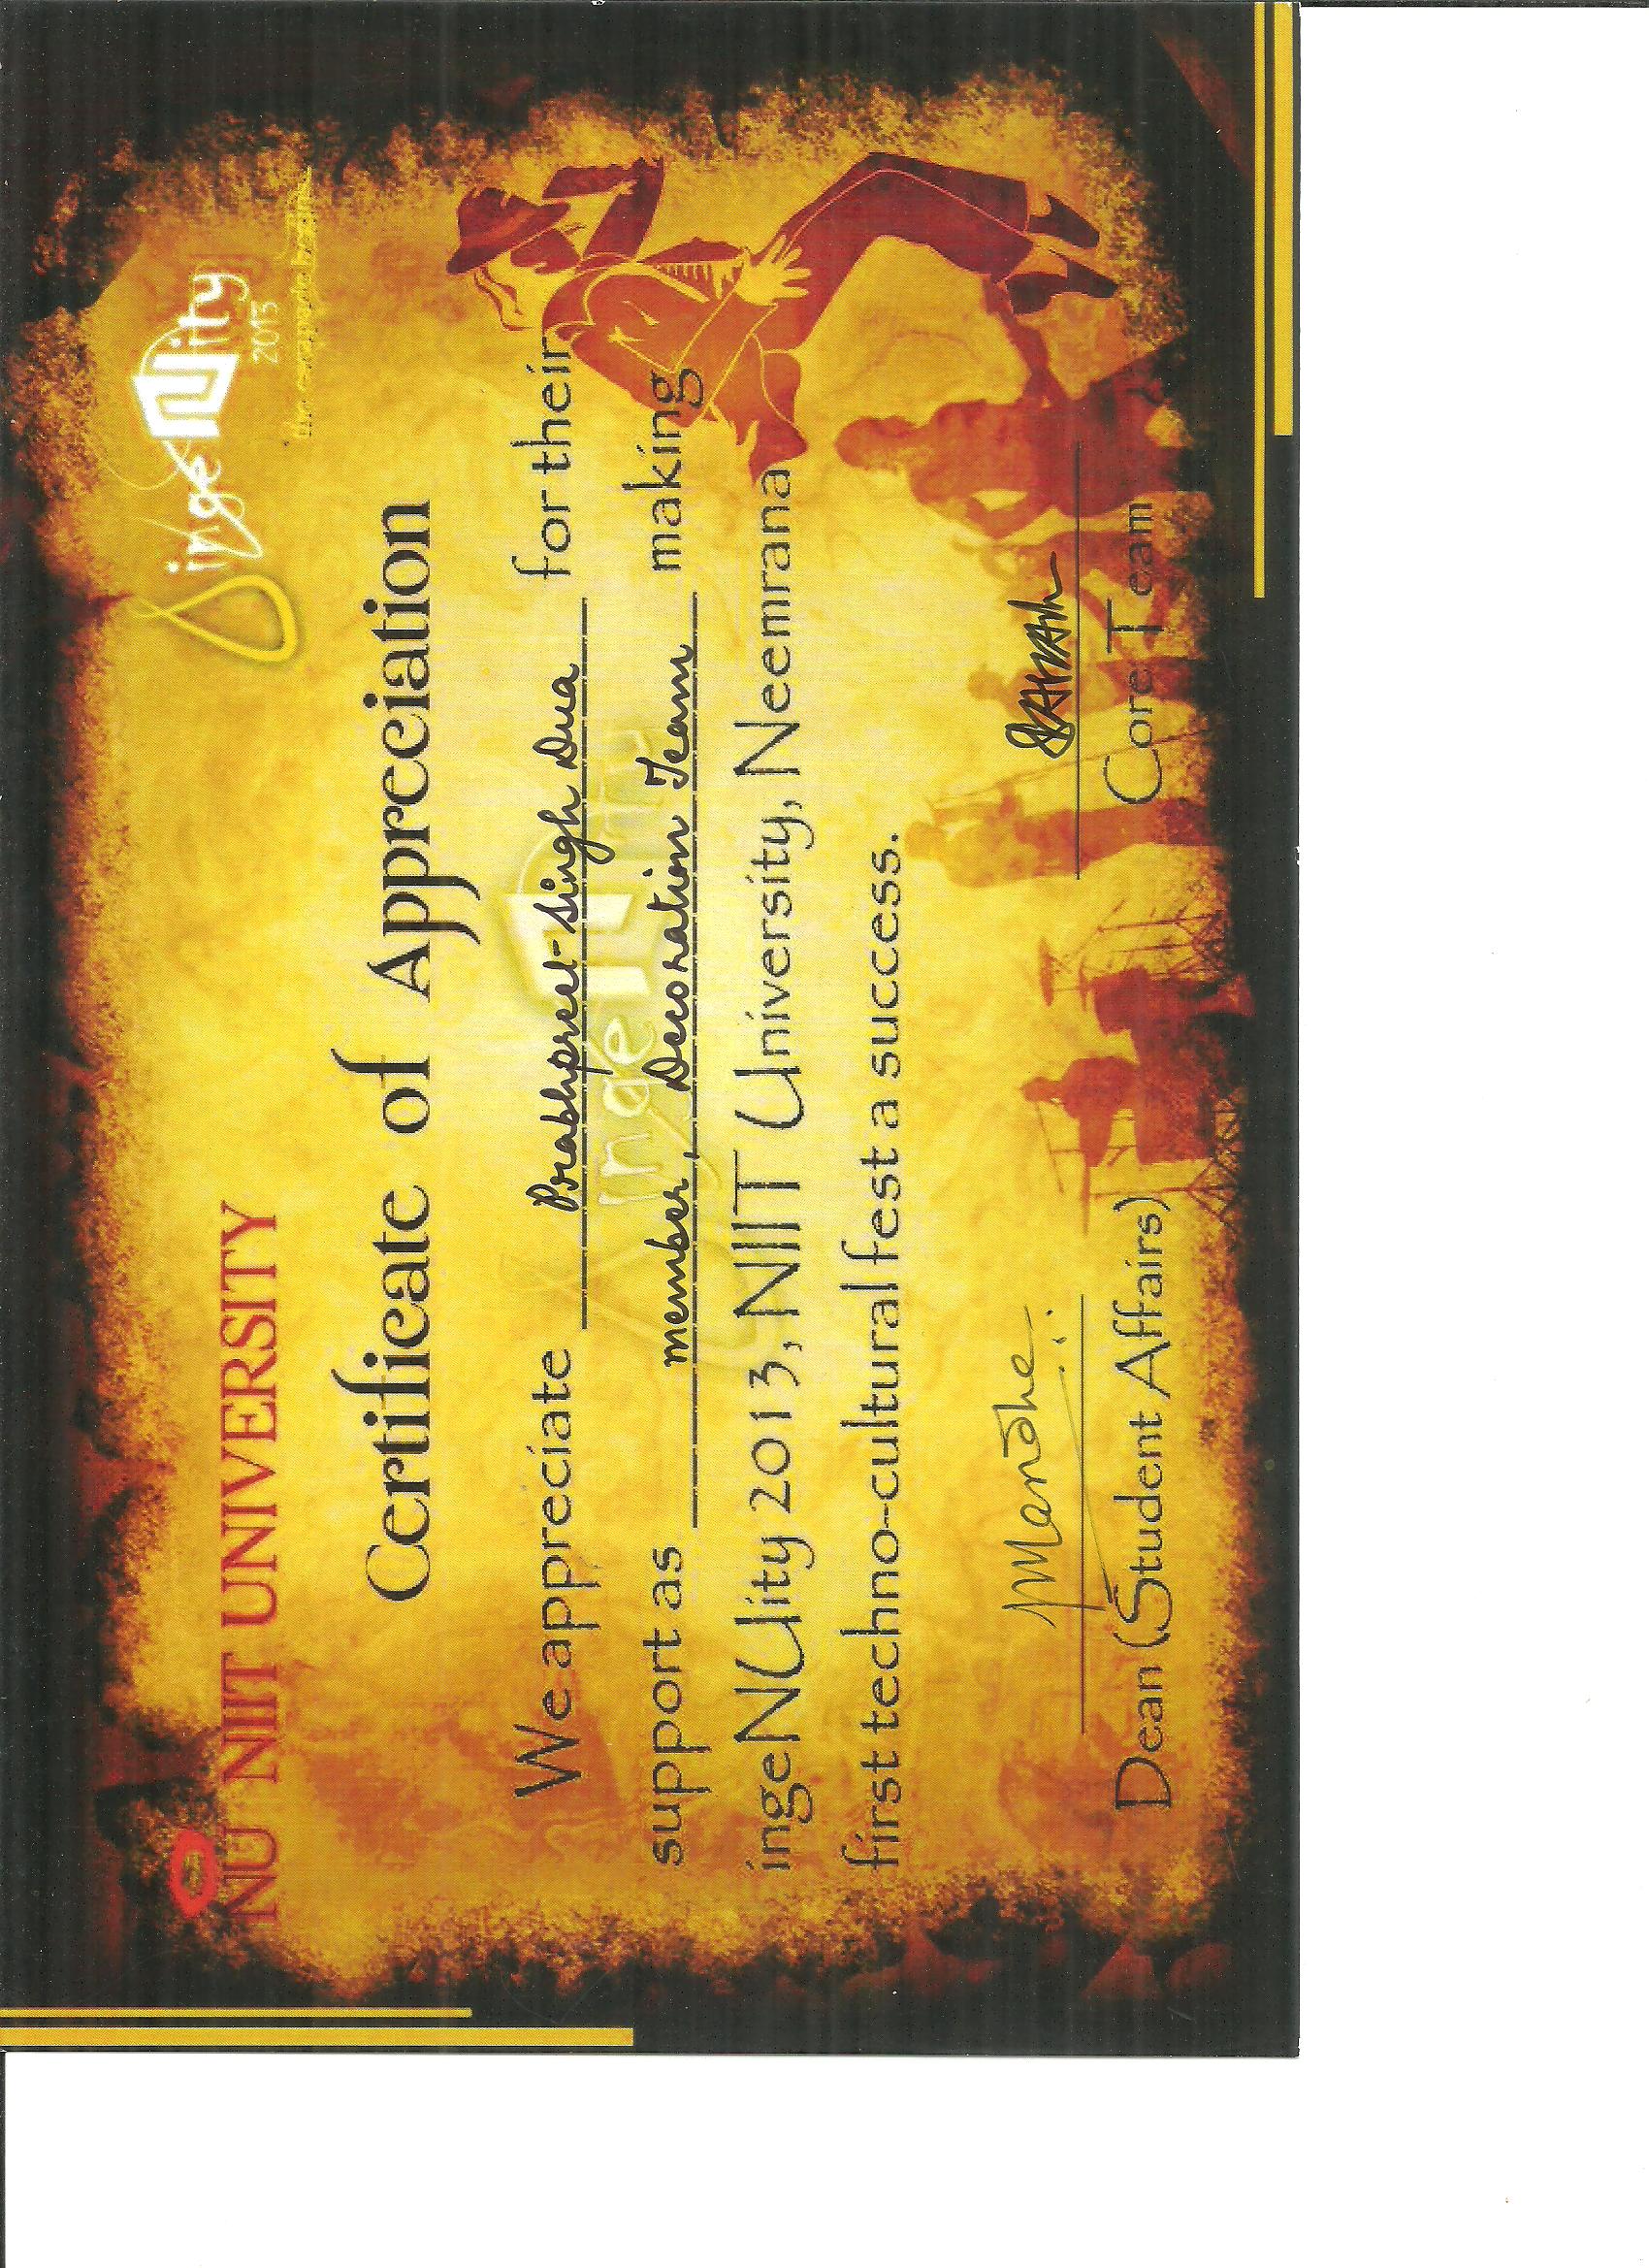 NU NIIT UNIVERSITY
ingeNUity
2013
the escapade begins...
Certificate of Appreciation
We appreciate Prabhpreet Singh Dua for their
support as member, Decoration Team making
ingeNUity 2013, NIIT University, Neemrana
first techno-cultural fest a success.
Dean (Student Affairs)
Core Team